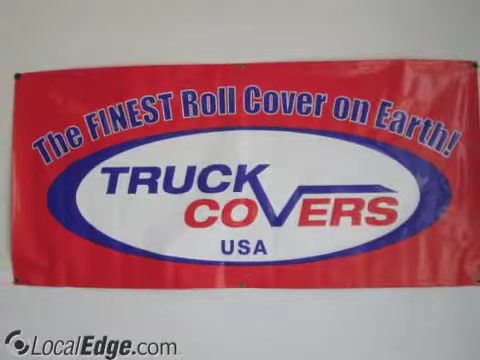 The FINEST Roll Cover on Earth!
TRUCK
COVERS
USA
LocalEdge.com